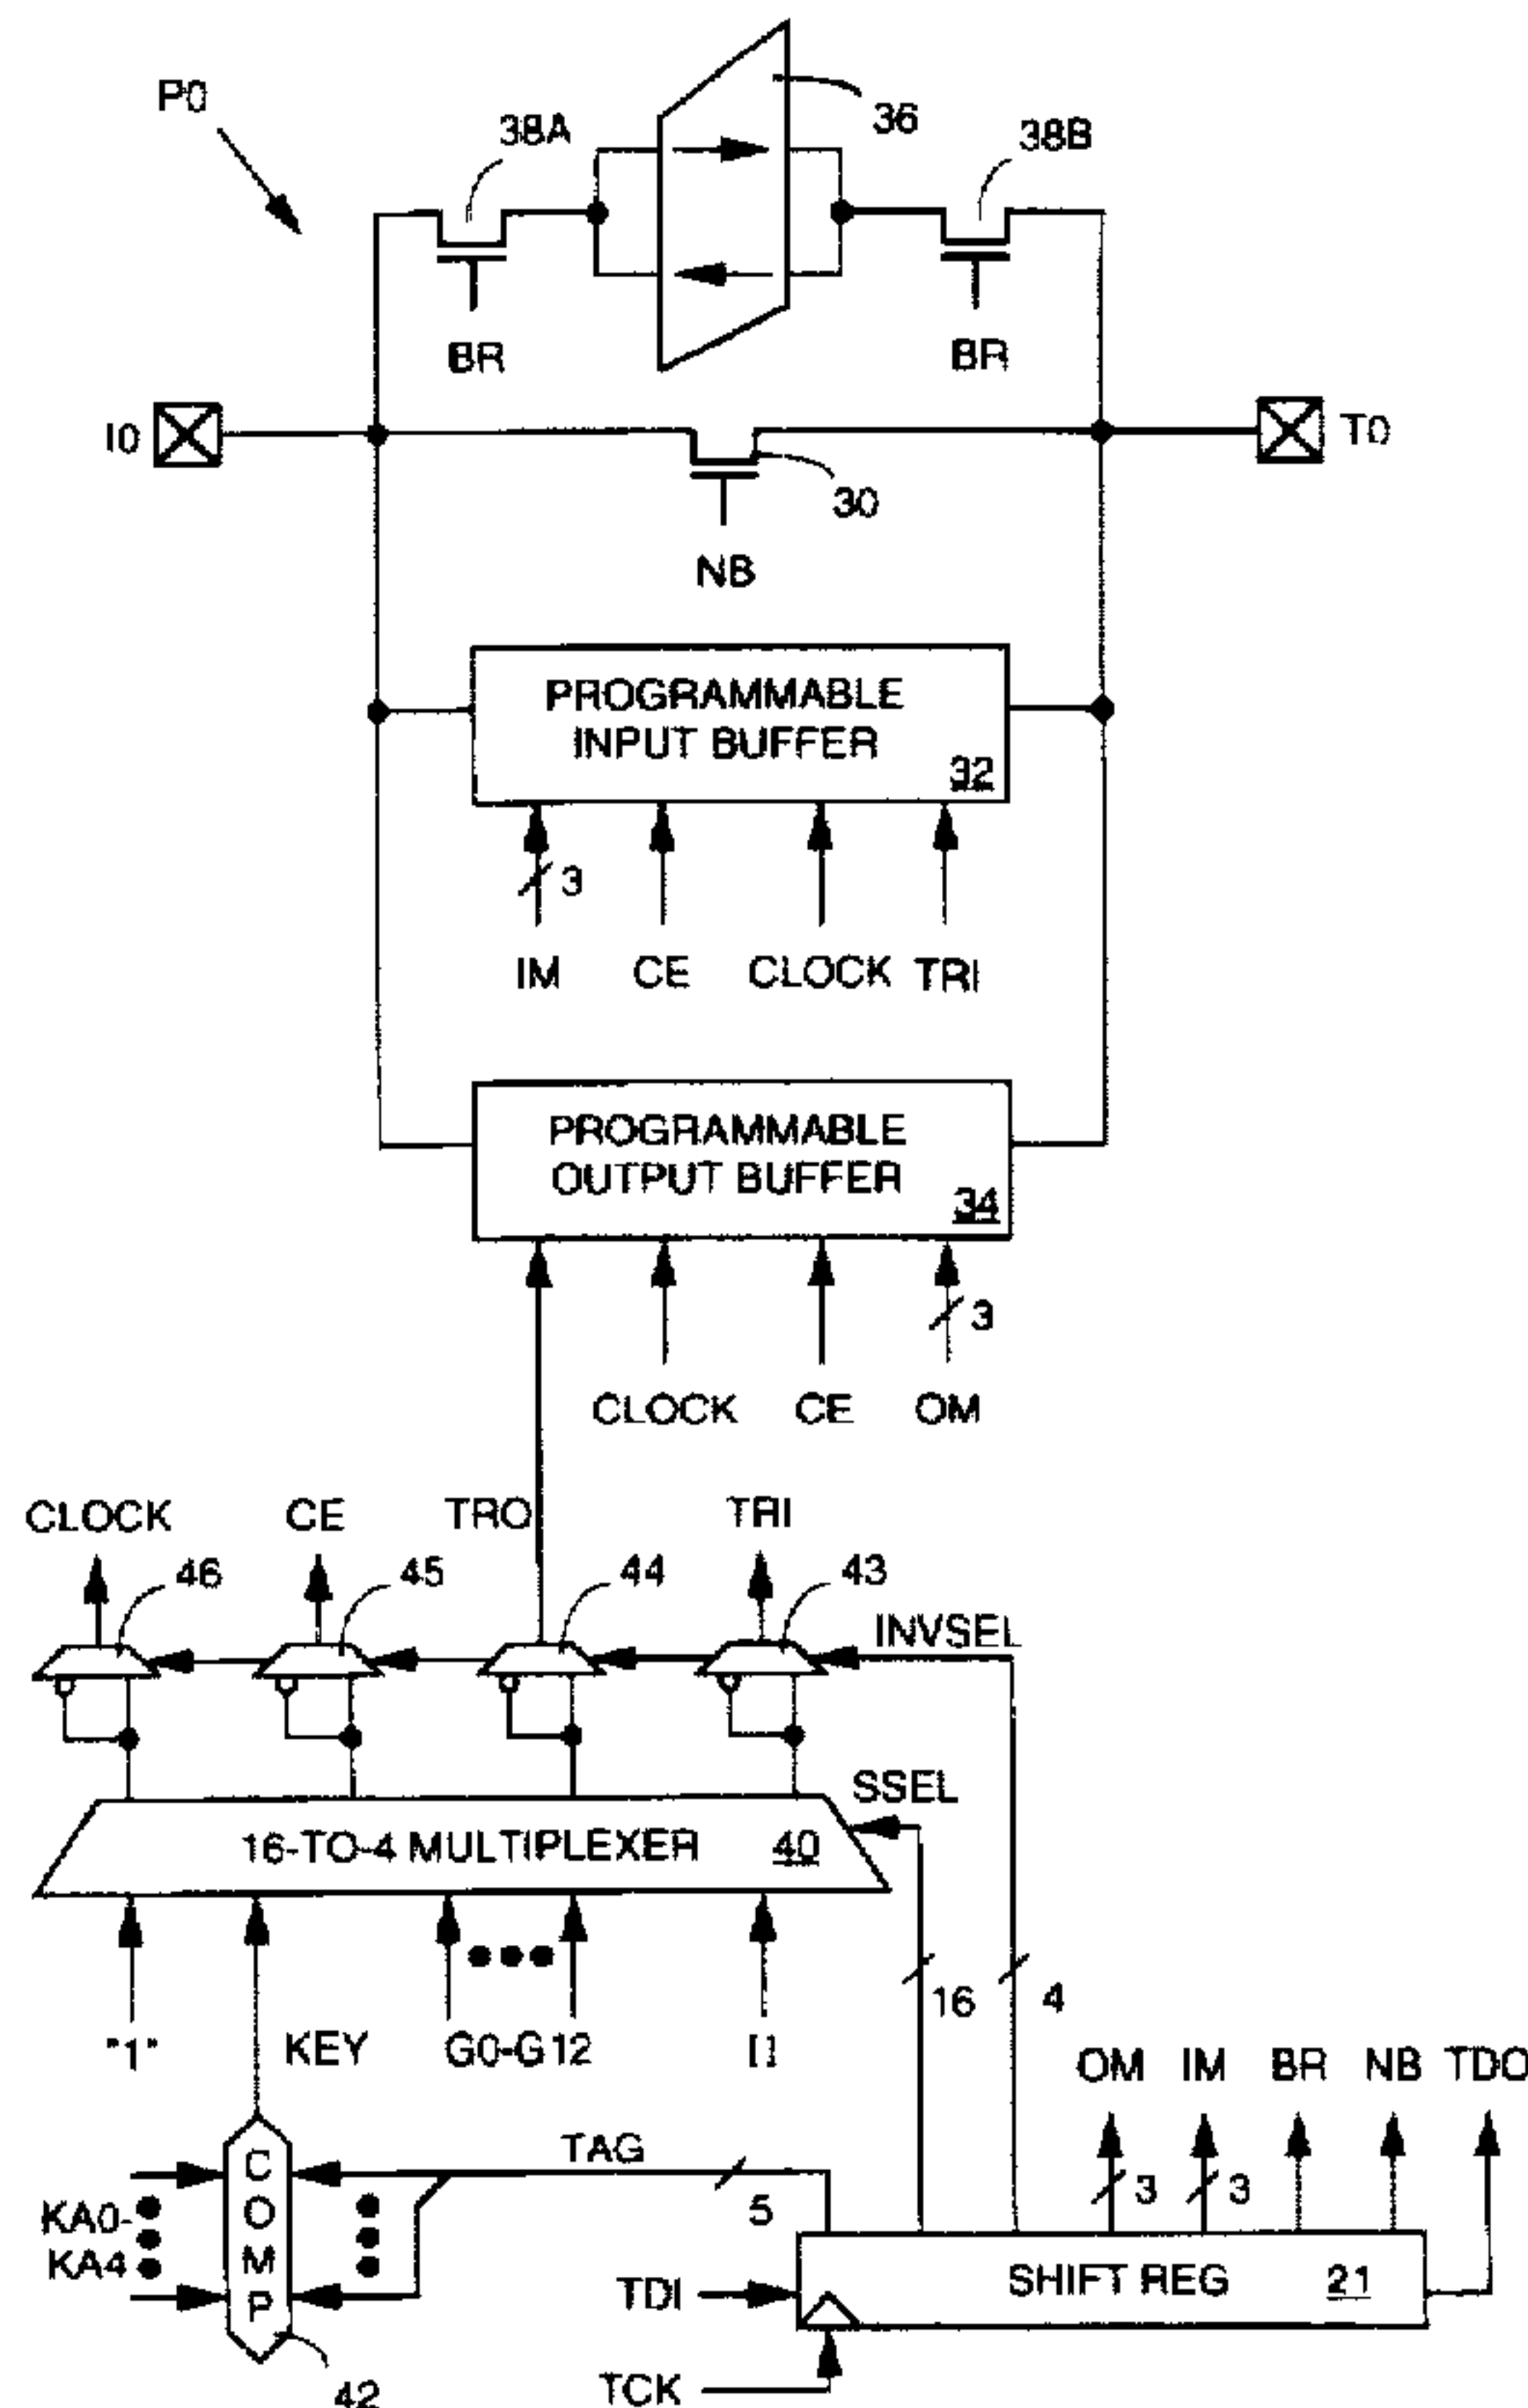 P0
38A
36
38B
BR
BR
I0
T0
30
NB
PROGRAMMABLE
INPUT BUFFER
32
3
IM CE CLOCK TRI
PROGRAMMABLE
OUTPUT BUFFER
34
3
CLOCK CE OM
CLOCK CE TRO TRI
46 45 44 43
INVSEL
SSEL
16-TO-4 MULTIPLEXER 40
16 4
"1" KEY G0-G12 []
OM IM BR NB TDO
TAG
5 3 3
KA0-
KA4
COMP
TDI
SHIFT REG 21
TCK
42